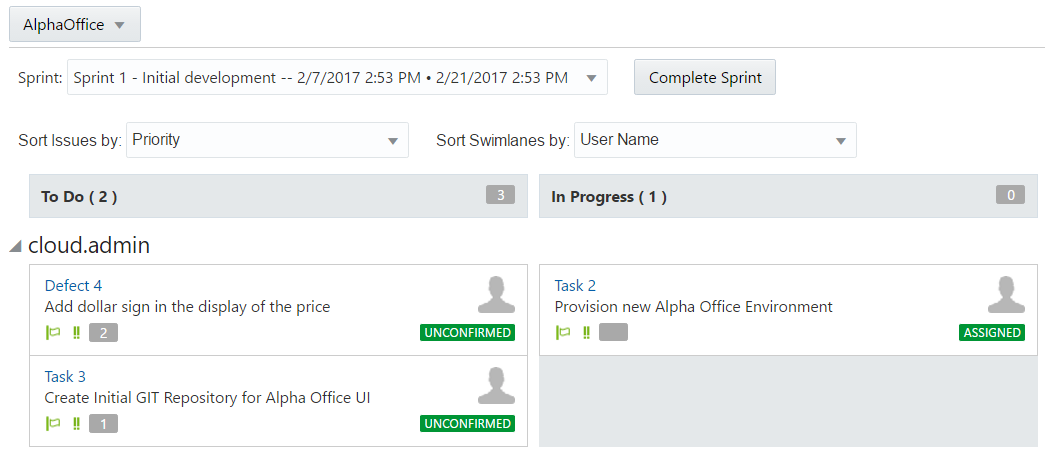 AlphaOffice
Sprint: Sprint 1 - Initial development -- 2/7/2017 2:53 PM • 2/21/2017 2:53 PM Complete Sprint
Sort Issues by: Priority Sort Swimlanes by: User Name
To Do ( 2 ) 3 In Progress ( 1 ) 0
cloud.admin
Defect 4
Add dollar sign in the display of the price
2 UNCONFIRMED
Task 2
Provision new Alpha Office Environment
ASSIGNED
Task 3
Create Initial GIT Repository for Alpha Office UI
1 UNCONFIRMED